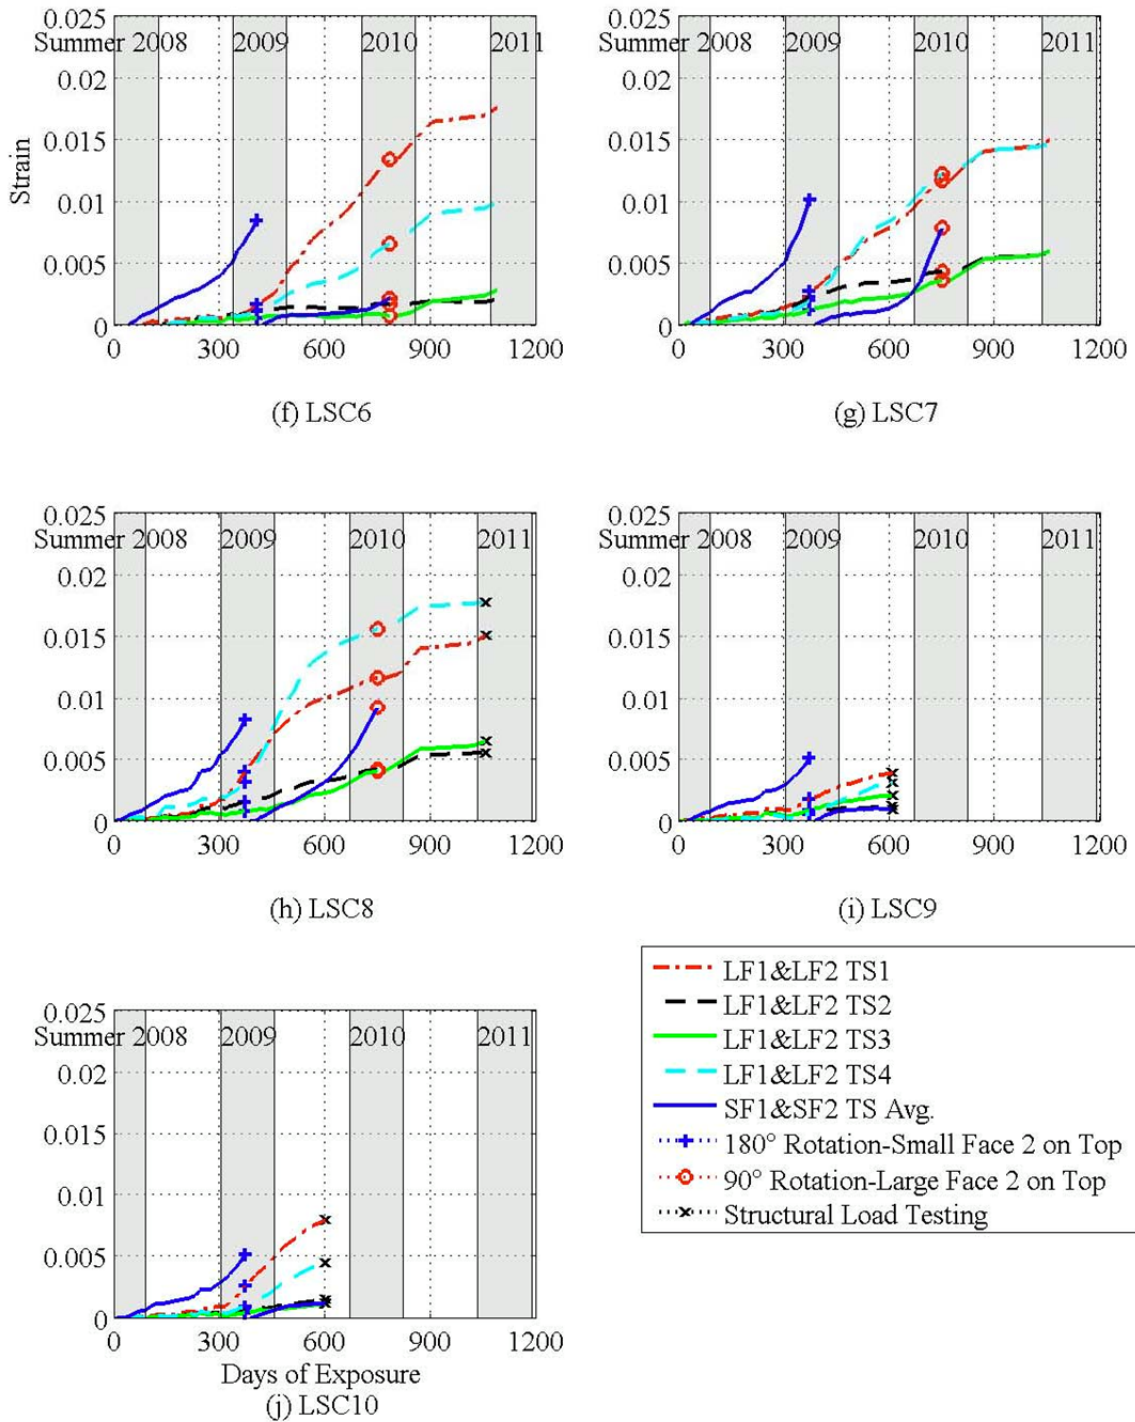 0.025
Summer 2008 2009 2010 2011
0.02
0.015
Strain
0.01
0.005
0
0 300 600 900 1200
(f) LSC6
0.025
Summer 2008 2009 2010 2011
0.02
0.015
0.01
0.005
0
0 300 600 900 1200
(g) LSC7
0.025
Summer 2008 2009 2010 2011
0.02
0.015
0.01
0.005
0
0 300 600 900 1200
(h) LSC8
0.025
Summer 2008 2009 2010 2011
0.02
0.015
0.01
0.005
0
0 300 600 900 1200
(i) LSC9
0.025
Summer 2008 2009 2010 2011
0.02
0.015
0.01
0.005
0
0 300 600 900 1200
Days of Exposure
(j) LSC10
LF1&LF2 TS1
LF1&LF2 TS2
LF1&LF2 TS3
LF1&LF2 TS4
SF1&SF2 TS Avg.
180° Rotation-Small Face 2 on Top
90° Rotation-Large Face 2 on Top
Structural Load Testing